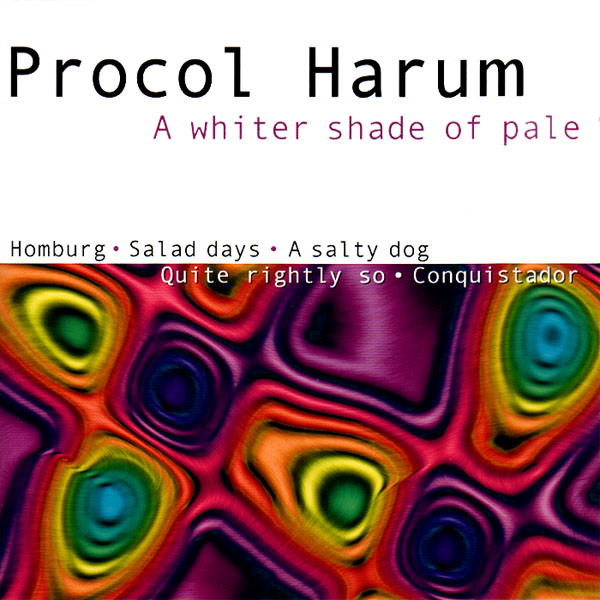 Procol Harum
A whiter shade of pale
Homburg • Salad days • A salty dog
Quite rightly so • Conquistador